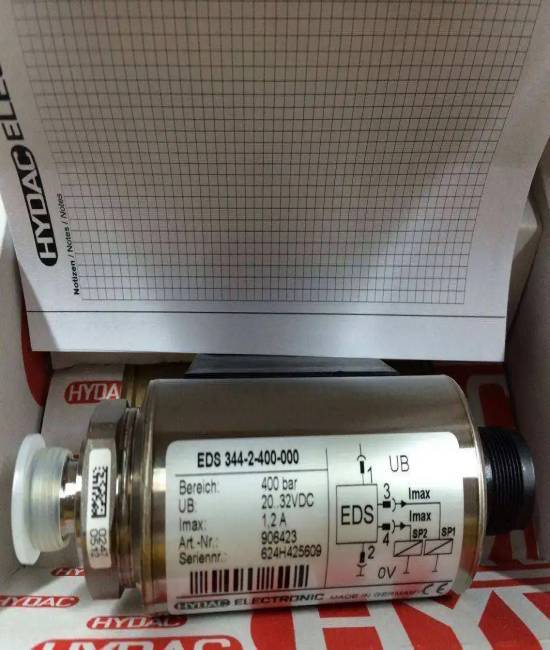 HYDAC ELEC
Notizen / Notes / Notes
HYDA
EDS 344-2-400-000
Bereich: 400 bar
UB: 20..32VDC
Imax: 1,2 A
Art.-Nr.: 906423
Seriennr.: 624H425609
HYDAC ELECTRONIC MADE IN GERMANY CE
UB
1
3 Imax
EDS
Imax
4 SP2 SP1
2
0V
HYDAC
HYDAC
HYDAC